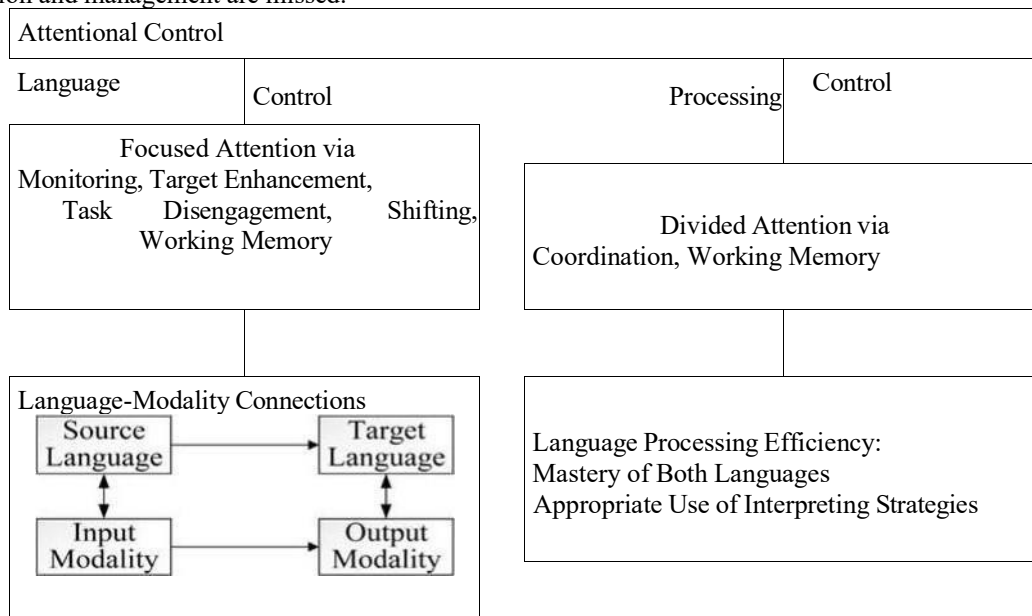 ion and management are missed.
Attentional Control
Language Control
Processing Control
Focused Attention via
Monitoring, Target Enhancement,
Task Disengagement, Shifting,
Working Memory
Divided Attention via
Coordination, Working Memory
Language-Modality Connections
Source
Language
Target
Language
Input
Modality
Output
Modality
Language Processing Efficiency:
Mastery of Both Languages
Appropriate Use of Interpreting Strategies